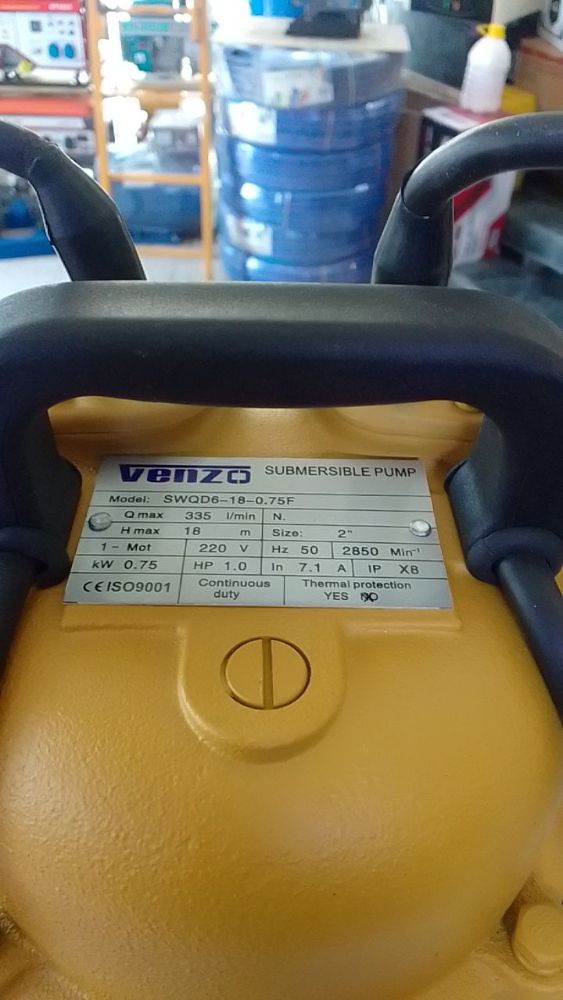 venzo SUBMERSIBLE PUMP
Model: SWQD6-18-0.75F
Q max 335 l/min N.
H max 18 m Size: 2"
1~ Mot 220 V Hz 50 2850 Min⁻¹
kW 0.75 HP 1.0 In 7.1 A IP X8
CE ISO9001 Continuous duty Thermal protection
YES NO